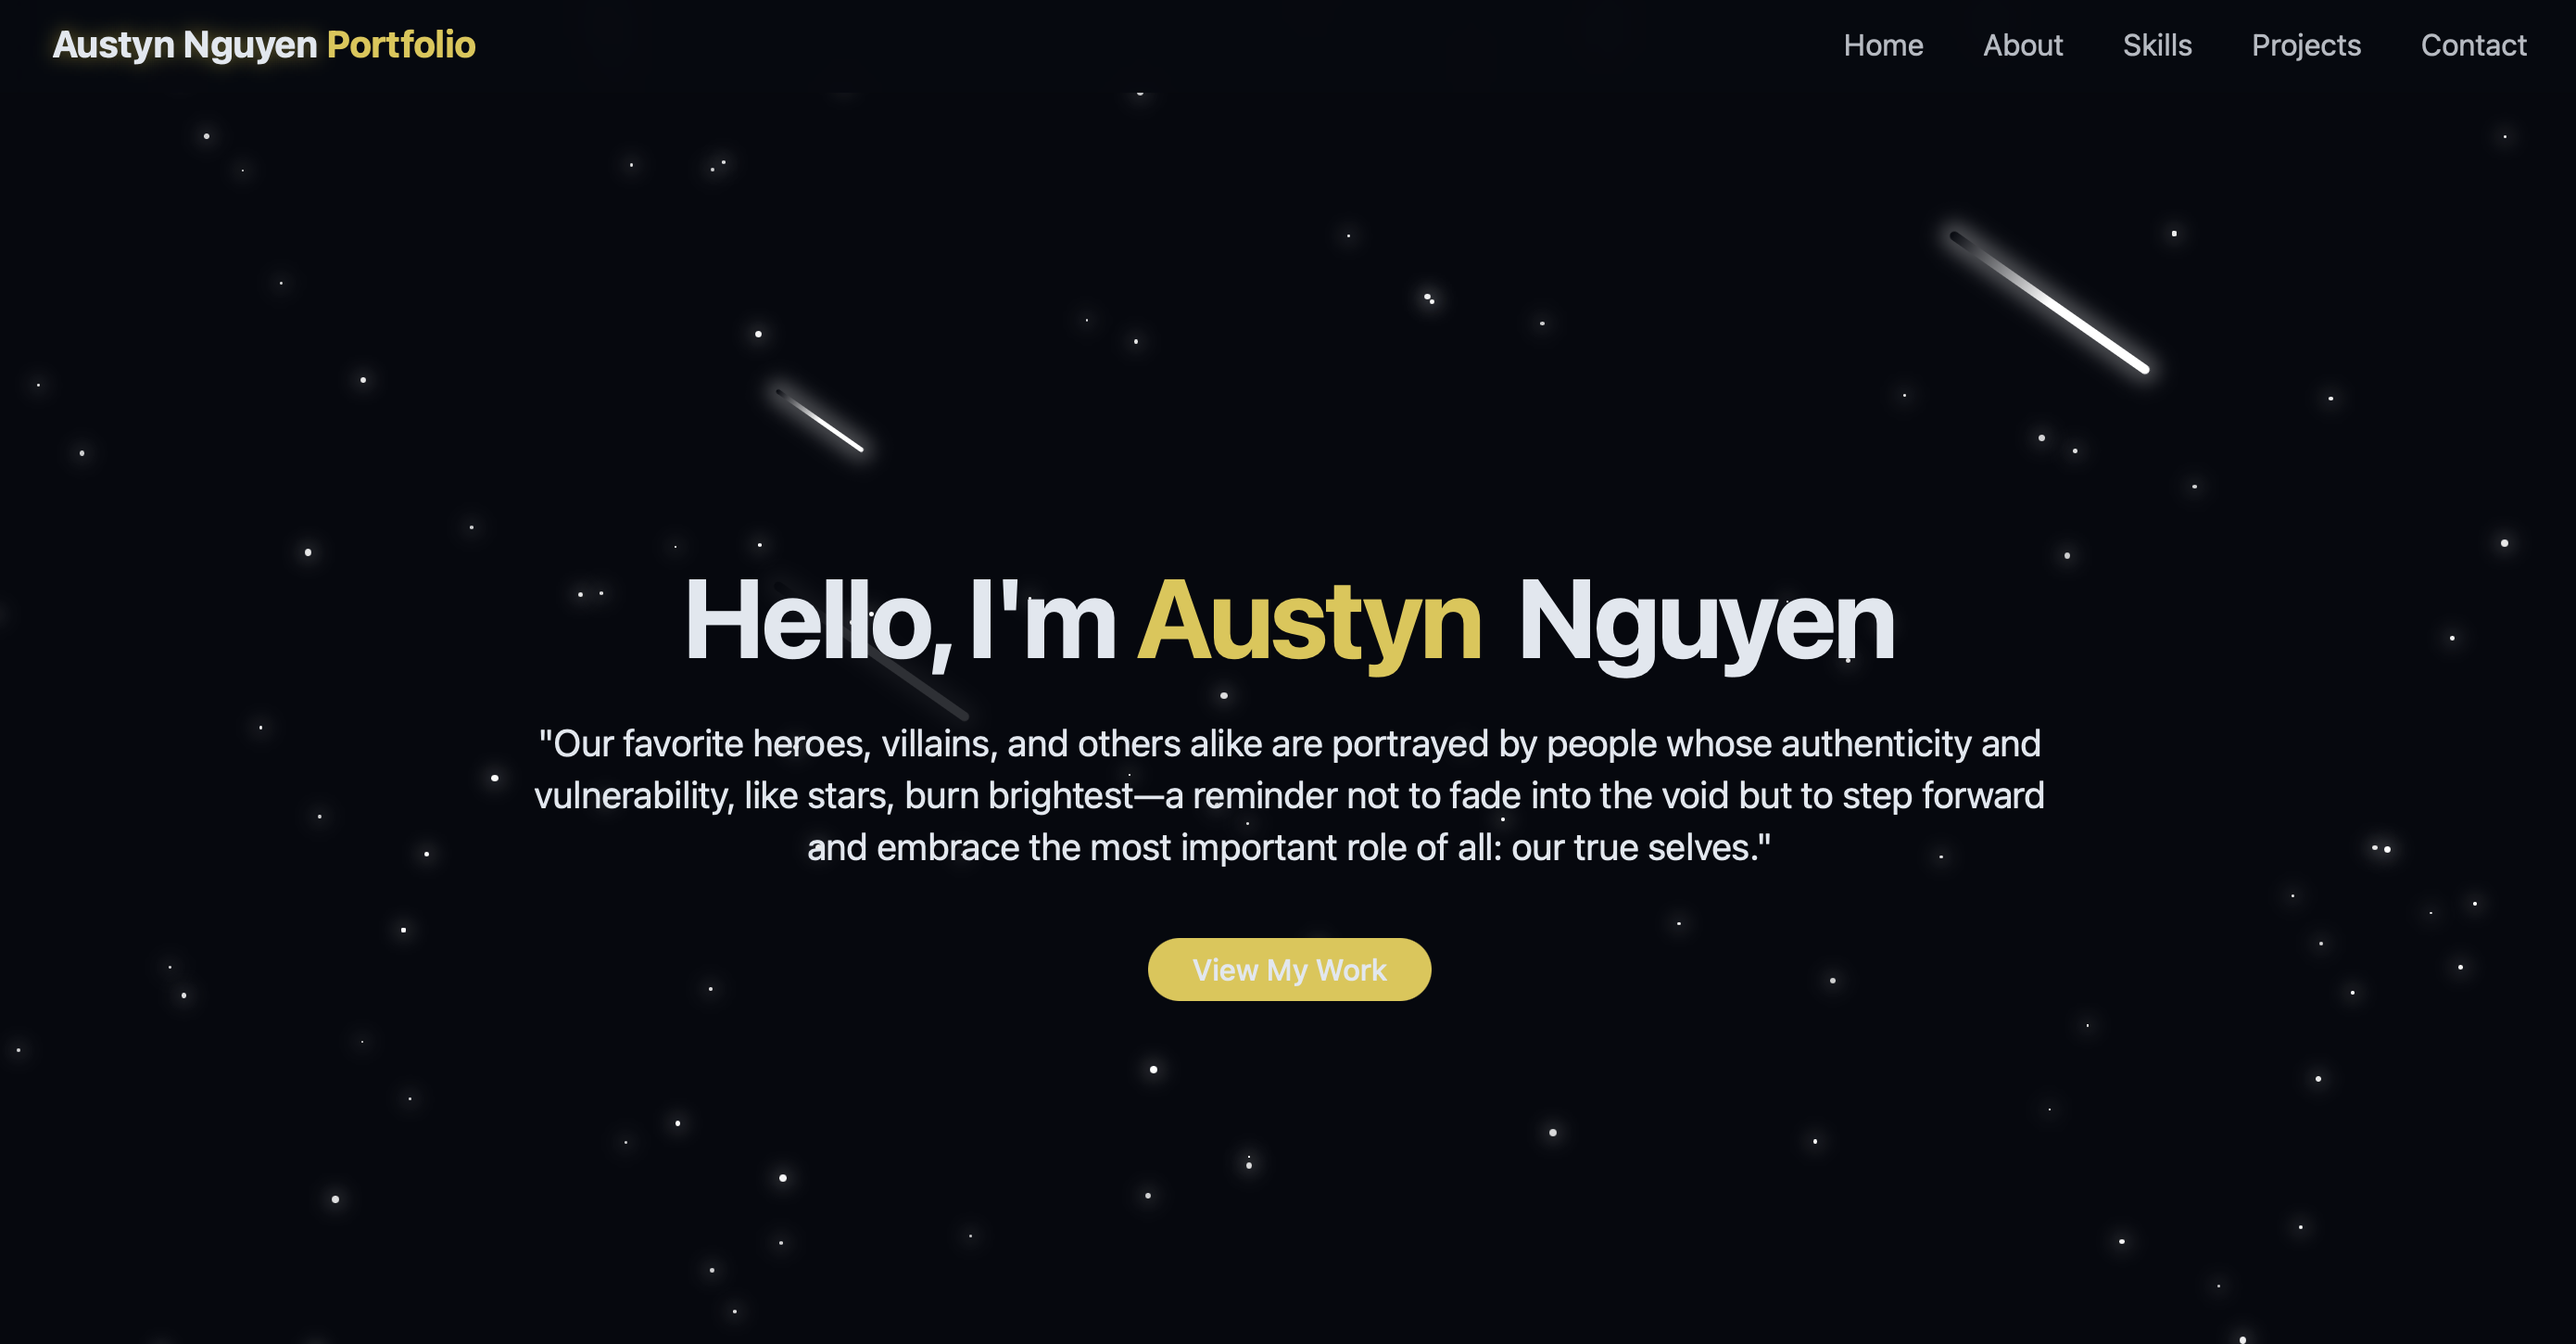 Austyn Nguyen Portfolio
Home About Skills Projects Contact
Hello, I'm Austyn Nguyen
"Our favorite heroes, villains, and others alike are portrayed by people whose authenticity and
vulnerability, like stars, burn brightest—a reminder not to fade into the void but to step forward
and embrace the most important role of all: our true selves."
View My Work